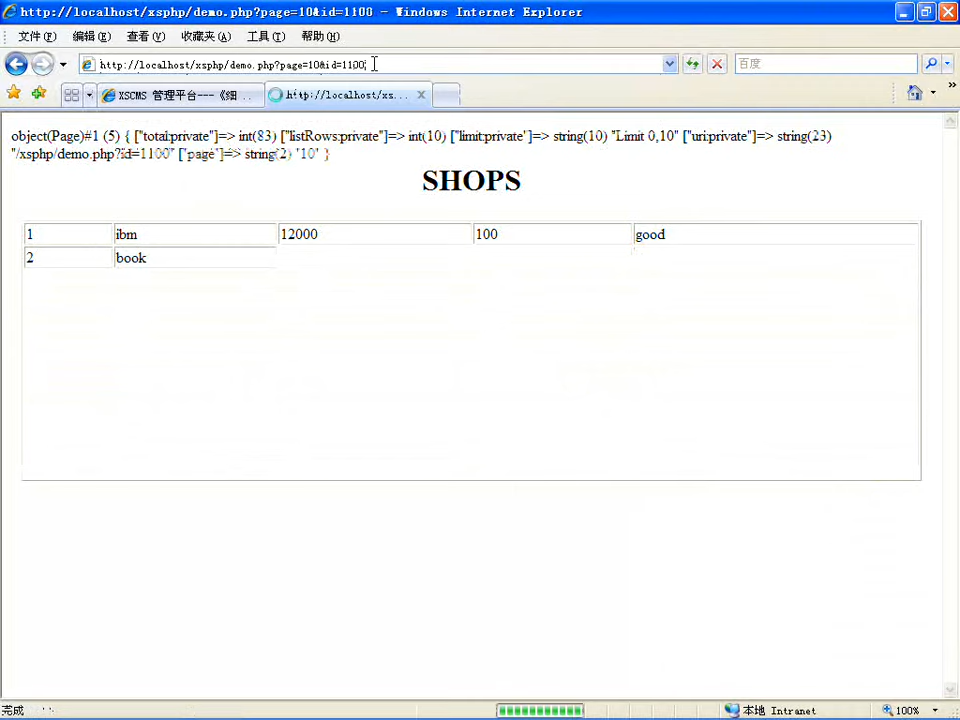 http://localhost/xsphp/demo.php?page=10&id=1100 - Windows Internet Explorer
文件(F) 编辑(E) 查看(V) 收藏夹(A) 工具(T) 帮助(H)
http://localhost/xsphp/demo.php?page=10&id=1100 百度
XSCMS 管理平台---《细... http://localhost/xs...
object(Page)#1 (5) { ["total:private"]=> int(83) ["listRows:private"]=> int(10) ["limit:private"]=> string(10) "Limit 0,10" ["uri:private"]=> string(23)
"/xsphp/demo.php?id=1100" ["page"]=> string(2) "10" }
SHOPS
1 ibm 12000 100 good
2 book
完成 本地 Intranet 100%